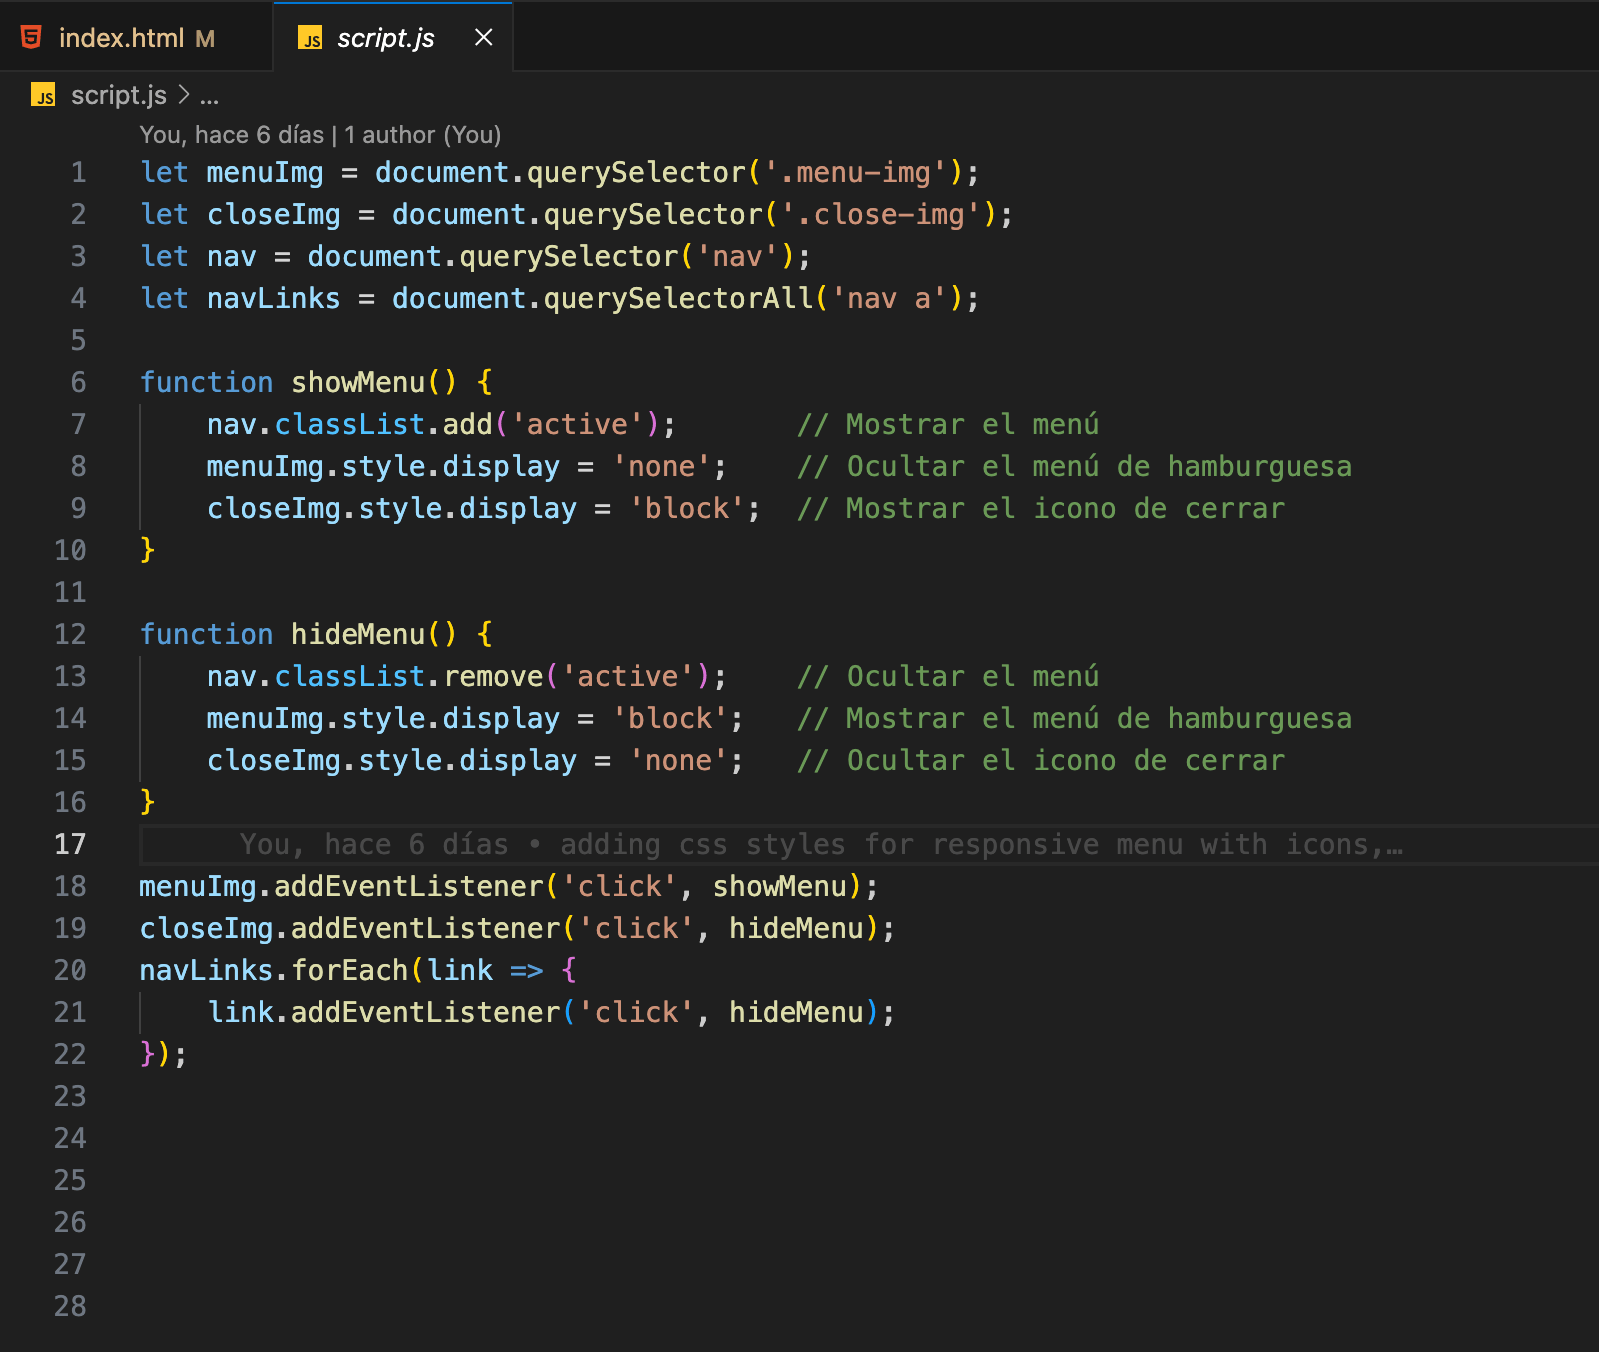 index.html M
JS script.js ×
JS script.js > ...
You, hace 6 días | 1 author (You)
1 let menuImg = document.querySelector('.menu-img');
2 let closeImg = document.querySelector('.close-img');
3 let nav = document.querySelector('nav');
4 let navLinks = document.querySelectorAll('nav a');
5
6 function showMenu() {
7     nav.classList.add('active');       // Mostrar el menú
8     menuImg.style.display = 'none';    // Ocultar el menú de hamburguesa
9     closeImg.style.display = 'block';  // Mostrar el icono de cerrar
10 }
11
12 function hideMenu() {
13     nav.classList.remove('active');    // Ocultar el menú
14     menuImg.style.display = 'block';   // Mostrar el menú de hamburguesa
15     closeImg.style.display = 'none';   // Ocultar el icono de cerrar
16 }
17       You, hace 6 días • adding css styles for responsive menu with icons,…
18 menuImg.addEventListener('click', showMenu);
19 closeImg.addEventListener('click', hideMenu);
20 navLinks.forEach(link => {
21     link.addEventListener('click', hideMenu);
22 });
23
24
25
26
27
28